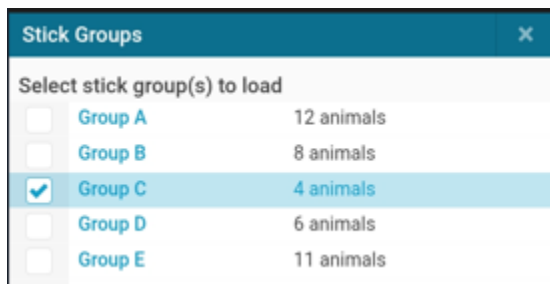 Stick Groups
Select stick group(s) to load
Group A 12 animals
Group B 8 animals
Group C 4 animals
Group D 6 animals
Group E 11 animals